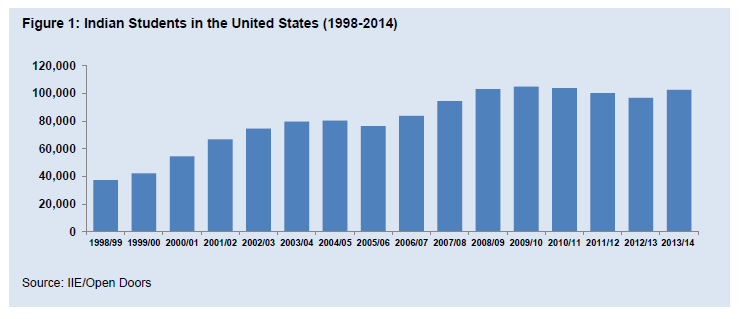 Figure 1: Indian Students in the United States (1998-2014)
120,000
100,000
80,000
60,000
40,000
20,000
0
1998/99 1999/00 2000/01 2001/02 2002/03 2003/04 2004/05 2005/06 2006/07 2007/08 2008/09 2009/10 2010/11 2011/12 2012/13 2013/14
Source: IIE/Open Doors